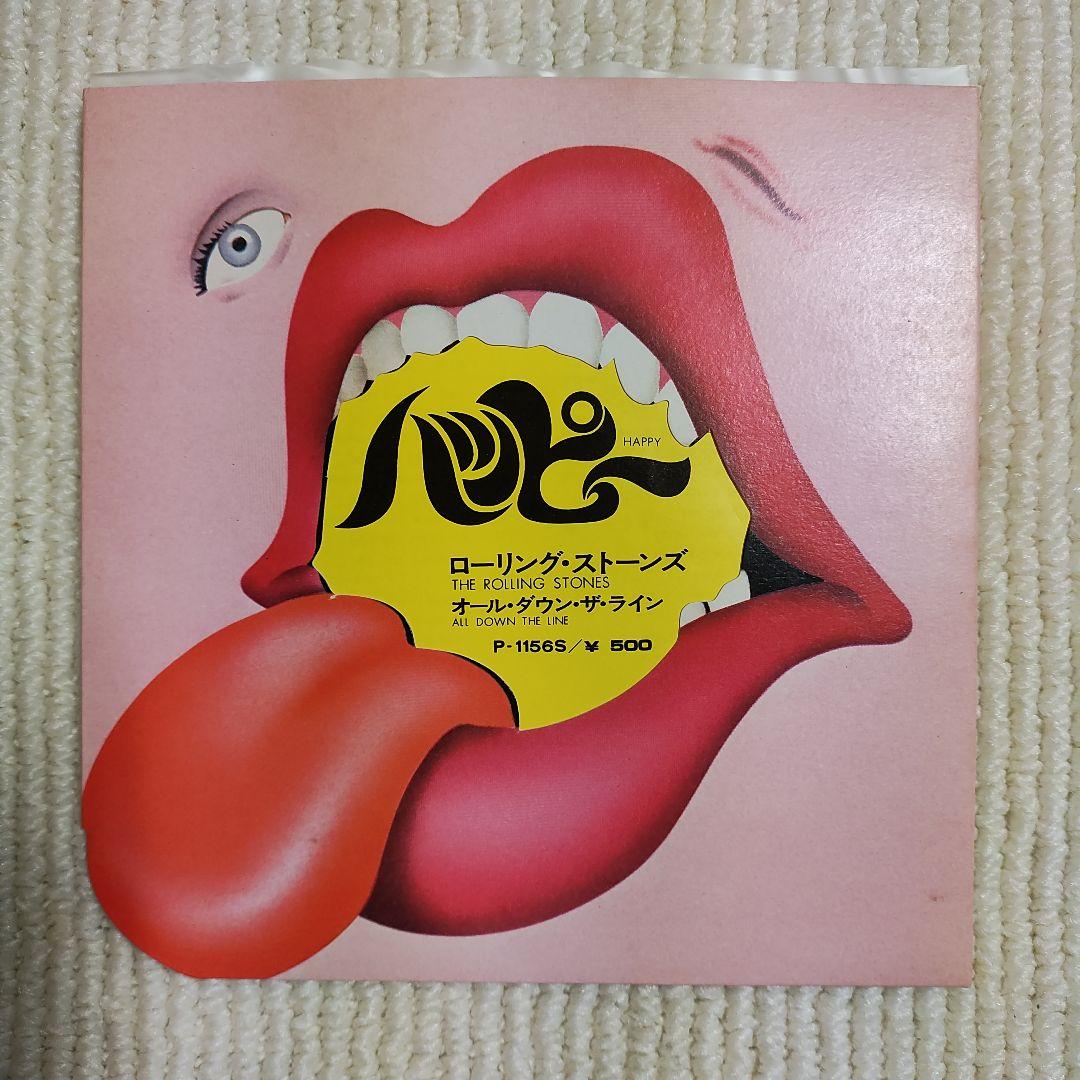 ハッピー
HAPPY
ローリング・ストーンズ
THE ROLLING STONES
オール・ダウン・ザ・ライン
ALL DOWN THE LINE
P-1156S/¥ 500